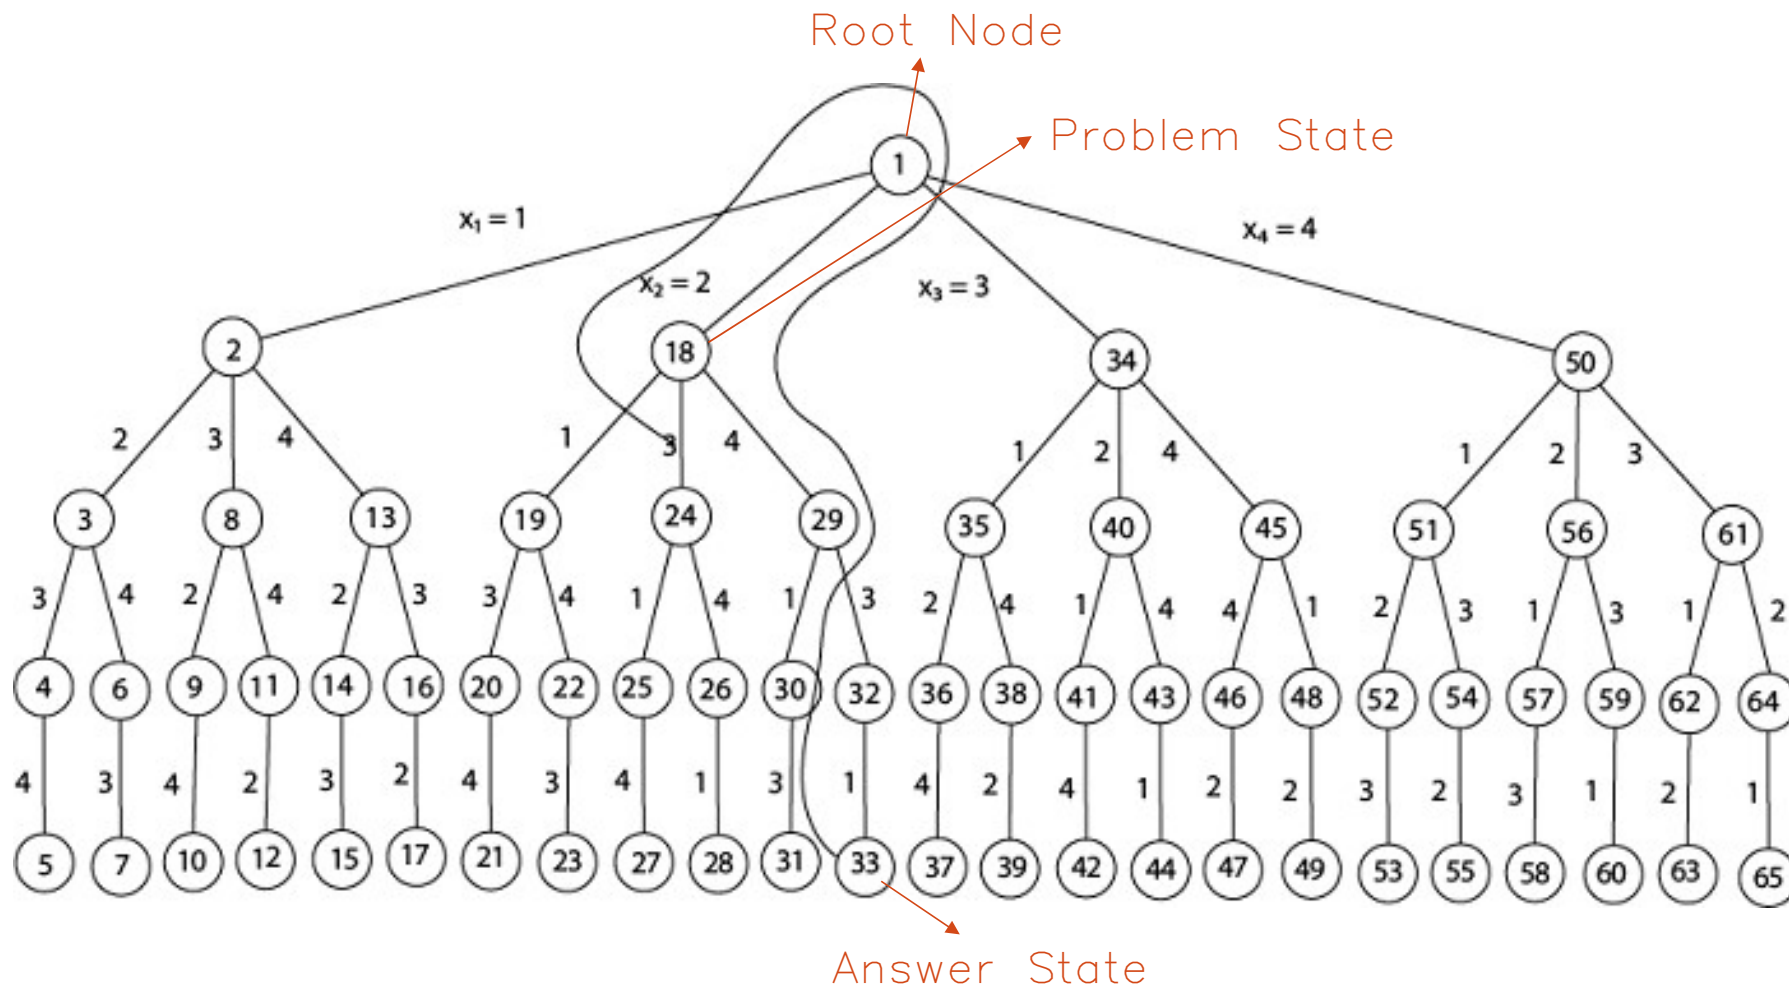 Root Node
Problem State
1
x₁ = 1
x₂ = 2
x₃ = 3
x₄ = 4
2 18 34 50
2 3 4 1 3 4 1 2 4 1 2 3
3 8 13 19 24 29 35 40 45 51 56 61
3 4 2 4 2 3 3 4 1 4 1 3 2 4 1 4 4 1 2 3 1 3 1 2
4 6 9 11 14 16 20 22 25 26 30 32 36 38 41 43 46 48 52 54 57 59 62 64
4 3 4 2 3 2 4 3 4 1 3 1 4 2 4 1 2 2 3 2 3 1 2 1
5 7 10 12 15 17 21 23 27 28 31 33 37 39 42 44 47 49 53 55 58 60 63 65
Answer State